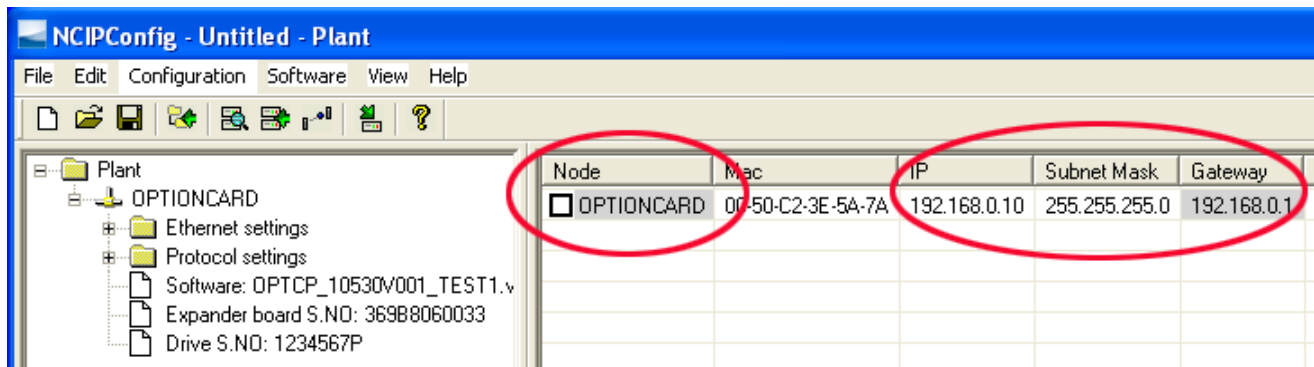 NCIPConfig - Untitled - Plant
File Edit Configuration Software View Help
Plant
OPTIONCARD
Ethernet settings
Protocol settings
Software: OPTCP_10530V001_TEST1.v
Expander board S.NO: 369B8060033
Drive S.NO: 1234567P
Node Mac IP Subnet Mask Gateway
OPTIONCARD 00-50-C2-3E-5A-7A 192.168.0.10 255.255.255.0 192.168.0.1